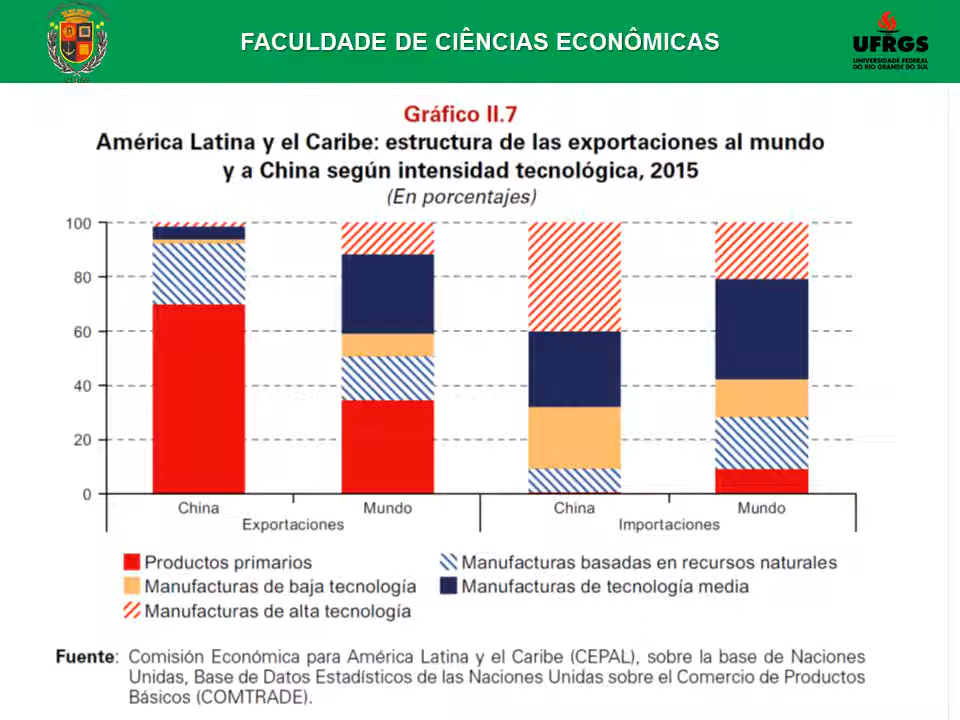 FACULDADE DE CIÊNCIAS ECONÔMICAS
UFRGS
UNIVERSIDADE FEDERAL
DO RIO GRANDE DO SUL
Gráfico II.7
América Latina y el Caribe: estructura de las exportaciones al mundo
y a China según intensidad tecnológica, 2015
(En porcentajes)
100
80
60
40
20
0
China
Mundo
China
Mundo
Exportaciones
Importaciones
Productos primarios
Manufacturas basadas en recursos naturales
Manufacturas de baja tecnología
Manufacturas de tecnología media
Manufacturas de alta tecnología
Fuente: Comisión Económica para América Latina y el Caribe (CEPAL), sobre la base de Naciones
Unidas, Base de Datos Estadísticos de las Naciones Unidas sobre el Comercio de Productos
Básicos (COMTRADE).